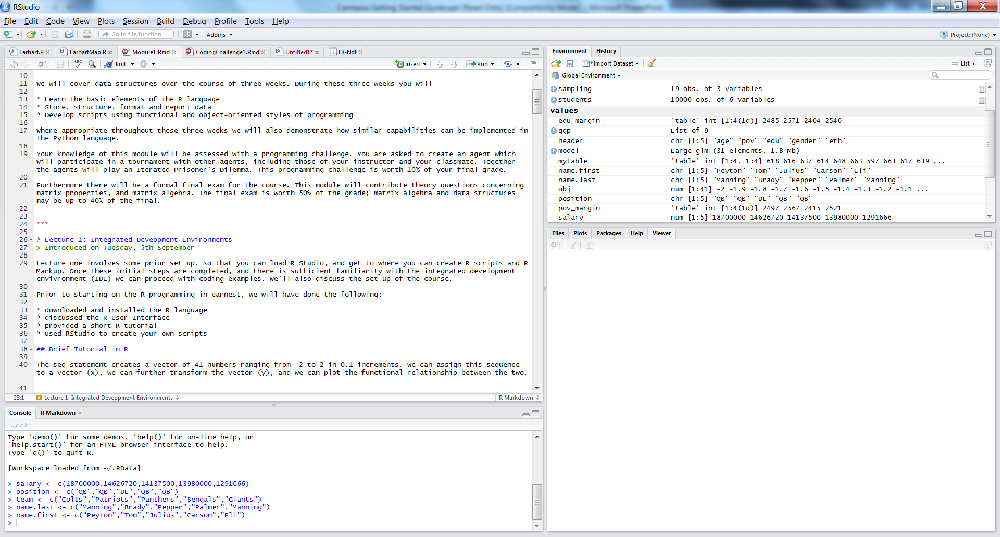 RStudio
Camtasia Getting Started Guide.ppt [Read-Only] [Compatibility Mode] - Microsoft PowerPoint
File Edit Code View Plots Session Build Debug Profile Tools Help
Go to file/function Addins Project: (None)
Earhart.R EarhartMap.R Module1.Rmd CodingChallenge1.Rmd Untitled1* HGNdf
ABC Knit Insert Run
10
11 We will cover data structures over the course of three weeks. During these three weeks you will
12
13 * Learn the basic elements of the R language
14 * Store, structure, format and report data
15 * Develop scripts using functional and object-oriented styles of programming
16
17 Where appropriate throughout these three weeks we will also demonstrate how similar capabilities can be implemented in
the Python language.
18
19 Your knowledge of this module will be assessed with a programming challenge. You are asked to create an agent which
will participate in a tournament with other agents, including those of your instructor and your classmate. Together
the agents will play an Iterated Prisoner's Dilemma. This programming challenge is worth 10% of your final grade.
20
21 Furthermore there will be a formal final exam for the course. This module will contribute theory questions concerning
matrix properties, and matrix algebra. The final exam is worth 50% of the grade; matrix algebra and data structures
may be up to 40% of the final.
22
23
24 ***
25
26 # Lecture 1: Integrated Deveopment Environments
27 > Introduced on Tuesday, 5th September
28
29 Lecture one involves some prior set up, so that you can load R Studio, and get to where you can create R scripts and R
Markup. Once these initial steps are completed, and there is sufficient familiarity with the integrated development
envivronment (IDE) we can proceed with coding examples. We'll also discuss the set-up of the course.
30
31 Prior to starting on the R programming in earnest, we will have done the following:
32
33 * downloaded and installed the R language
34 * discussed the R User Interface
35 * provided a short R tutorial
36 * used RStudio to create your own scripts
37
38 ## Brief Tutorial in R
39
40 The seq statement creates a vector of 41 numbers ranging from -2 to 2 in 0.1 increments. We can assign this sequence
to a vector (x), we can further transform the vector (y), and we can plot the functional relationship between the two.
41
28:1 # Lecture 1: Integrated Deveopment Environments R Markdown
Console R Markdown
~/
Type 'demo()' for some demos, 'help()' for on-line help, or
'help.start()' for an HTML browser interface to help.
Type 'q()' to quit R.
[Workspace loaded from ~/.RData]
> salary <- c(18700000,14626720,14137500,13980000,1291666)
> position <- c("QB","QB","DE","QB","QB")
> team <- c("Colts","Patriots","Panthers","Bengals","Giants")
> name.last <- c("Manning","Brady","Pepper","Palmer","Manning")
> name.first <- c("Peyton","Tom","Julius","Carson","Eli")
>
Environment History
Import Dataset List
Global Environment
sampling 19 obs. of 3 variables
students 10000 obs. of 6 variables
Values
edu_margin 'table' int [1:4(1d)] 2485 2571 2404 2540
ggp List of 9
header chr [1:5] "age" "pov" "edu" "gender" "eth"
model Large glm (31 elements, 1.8 Mb)
mytable 'table' int [1:4, 1:4] 618 616 637 614 648 663 597 663 617 639 ...
name.first chr [1:5] "Peyton" "Tom" "Julius" "Carson" "Eli"
name.last chr [1:5] "Manning" "Brady" "Pepper" "Palmer" "Manning"
obj num [1:41] -2 -1.9 -1.8 -1.7 -1.6 -1.5 -1.4 -1.3 -1.2 -1.1 ...
position chr [1:5] "QB" "QB" "DE" "QB" "QB"
pov_margin 'table' int [1:4(1d)] 2497 2567 2415 2521
salary num [1:5] 18700000 14626720 14137500 13980000 1291666
Files Plots Packages Help Viewer